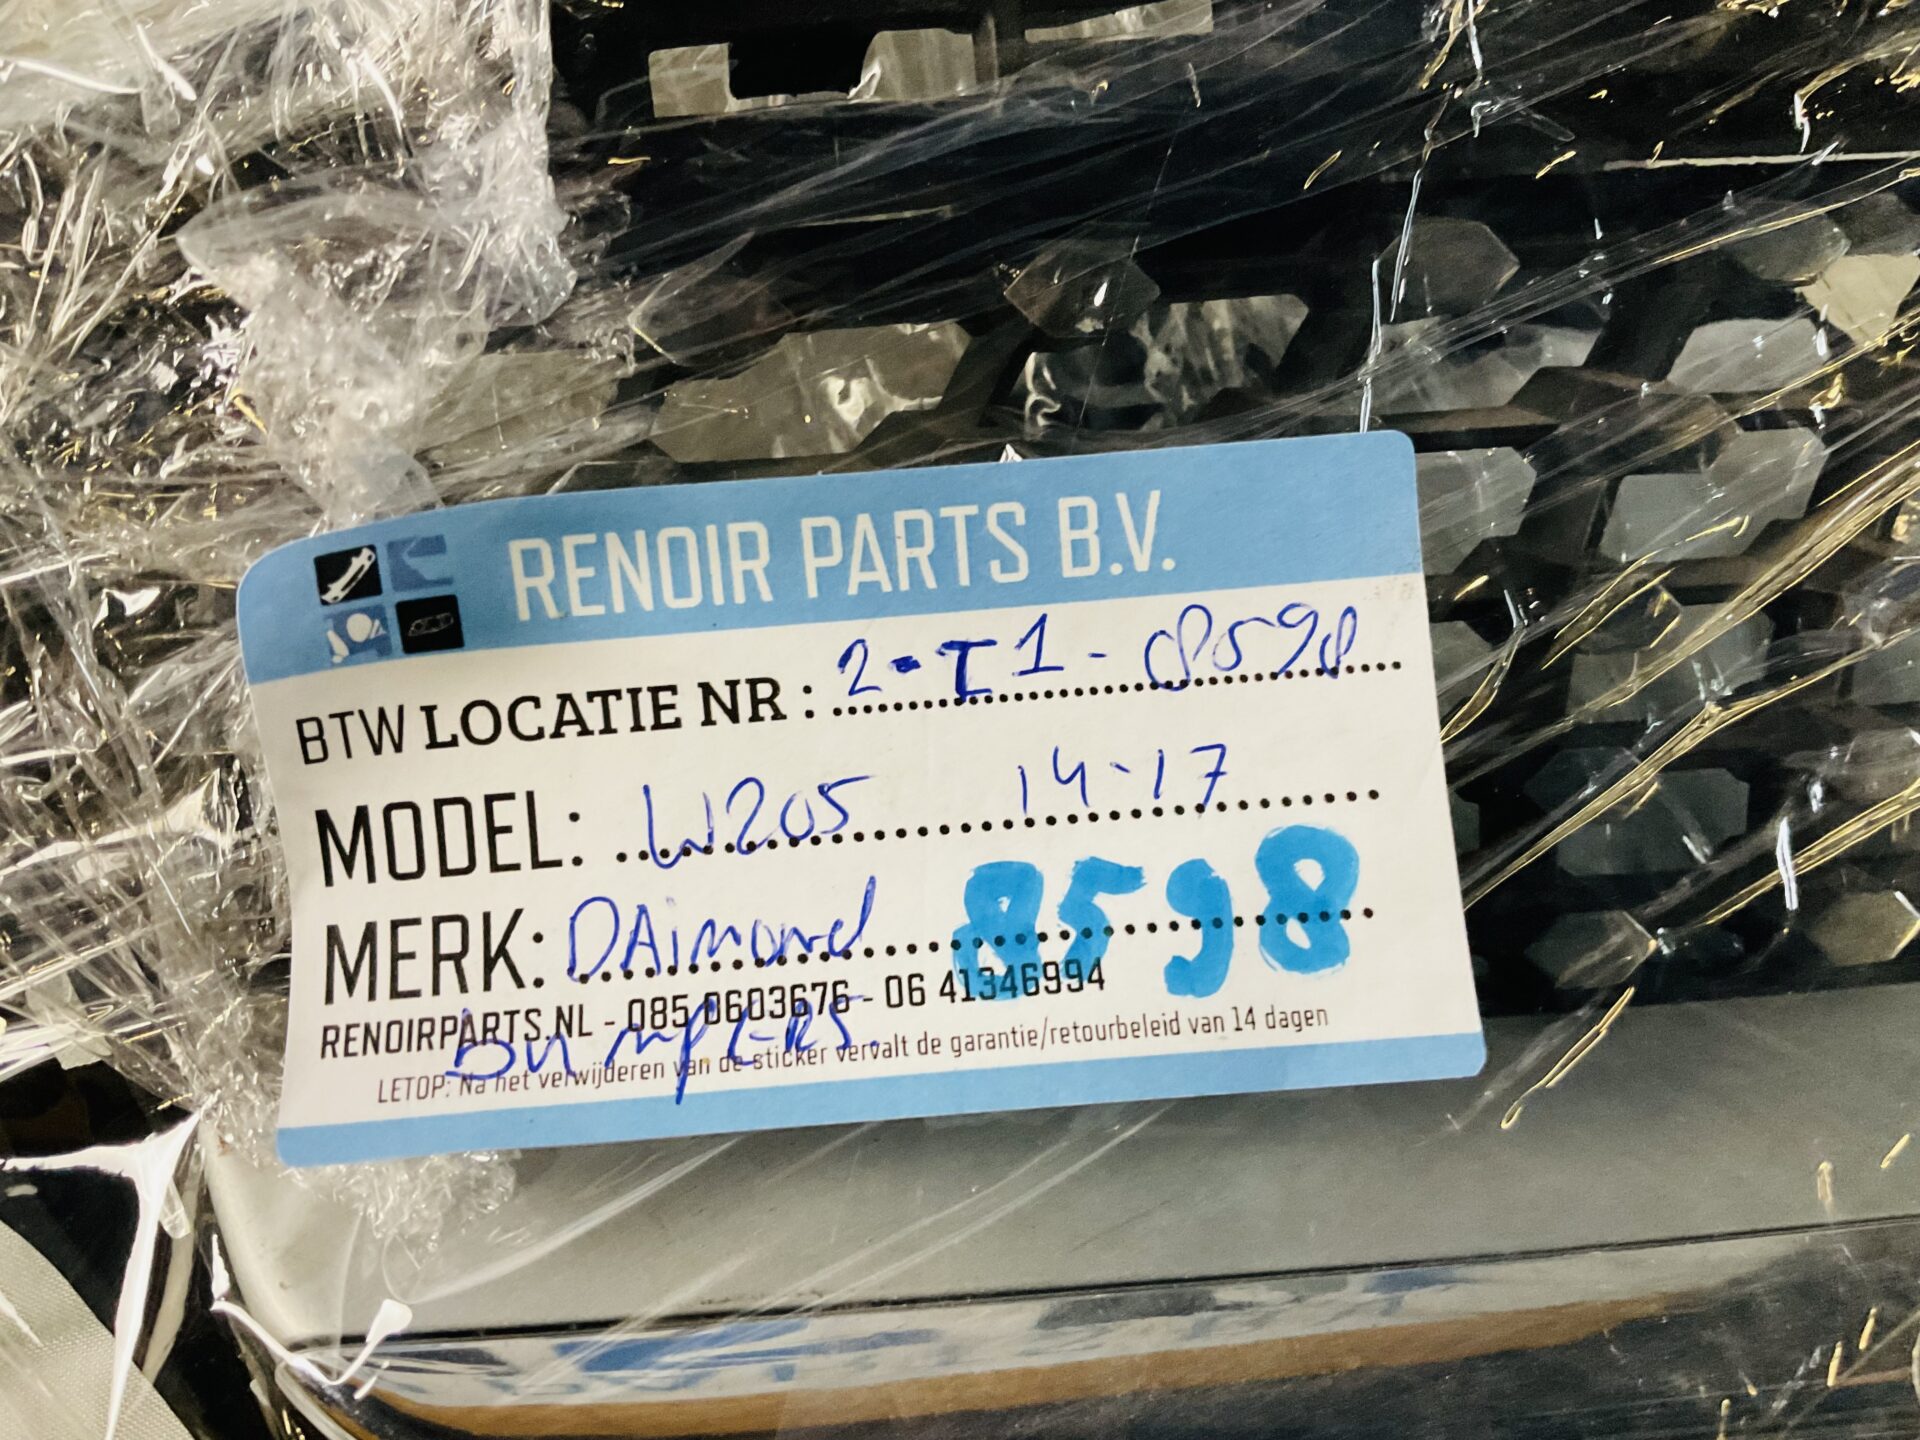 RENOIR PARTS B.V.
BTW LOCATIE NR : 2-I1-8598
MODEL: W205 14-17
MERK: DAimond 8598
RENOIRPARTS.NL - 085 0603676 - 06 41346994
BumpERS.
LETOP: Na het verwijderen van de sticker vervalt de garantie/retourbeleid van 14 dagen